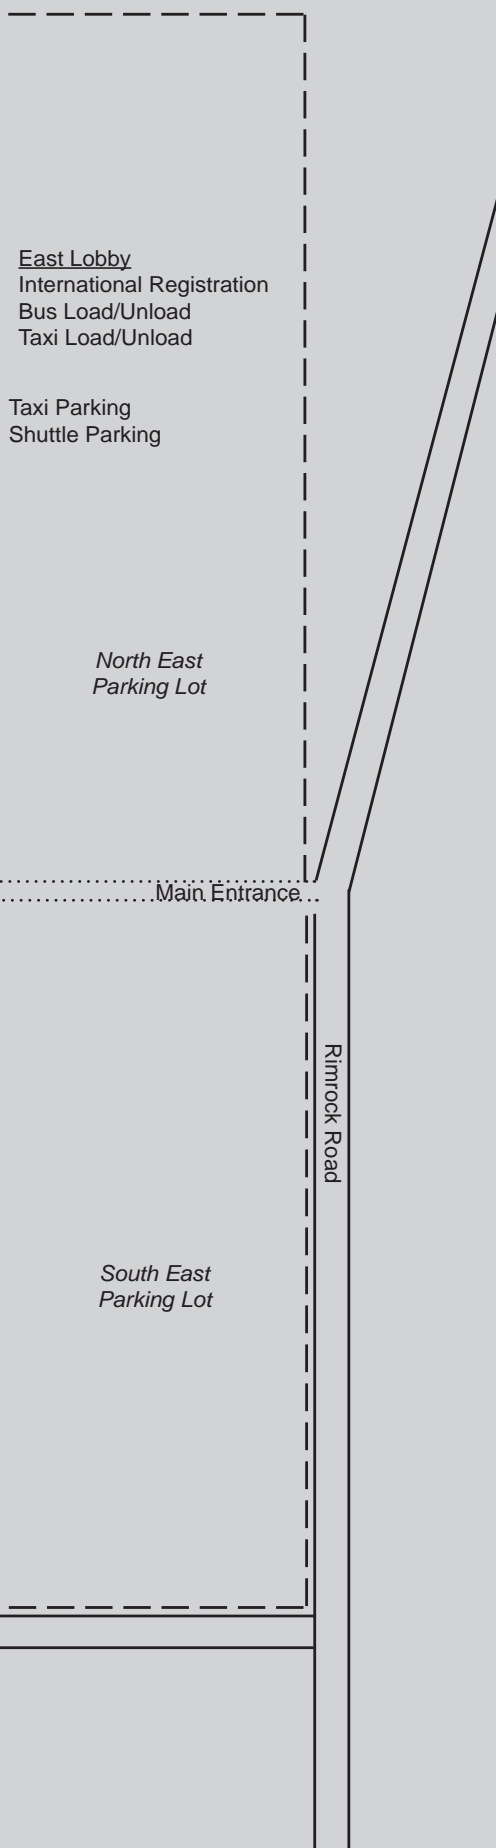 East Lobby
International Registration
Bus Load/Unload
Taxi Load/Unload
Taxi Parking
Shuttle Parking
North East
Parking Lot
Main Entrance
Rimrock Road
South East
Parking Lot